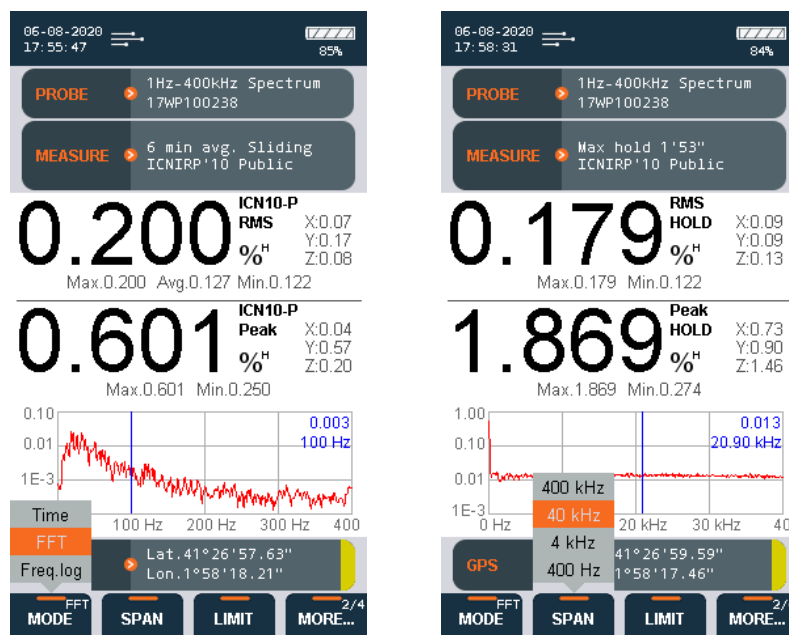 06-08-2020
17:55:47
85%
PROBE
1Hz-400kHz Spectrum
17WP100238
MEASURE
6 min avg. Sliding
ICNIRP'10 Public
0.200
ICN10-P
RMS
%H
X:0.07
Y:0.17
Z:0.08
Max.0.200 Avg.0.127 Min.0.122
0.601
ICN10-P
Peak
%H
X:0.04
Y:0.57
Z:0.20
Max.0.601 Min.0.250
0.10
0.01
1E-3
0.003
100 Hz
100 Hz 200 Hz 300 Hz 400
Time
FFT
Freq.log
Lat.41°26'57.63"
Lon.1°58'18.21"
MODE FFT
SPAN
LIMIT
MORE... 2/4
06-08-2020
17:58:31
84%
PROBE
1Hz-400kHz Spectrum
17WP100238
MEASURE
Max hold 1'53"
ICNIRP'10 Public
0.179
RMS
HOLD
%H
X:0.09
Y:0.09
Z:0.13
Max.0.179 Min.0.122
1.869
Peak
HOLD
%H
X:0.73
Y:0.90
Z:1.46
Max.1.869 Min.0.274
1.00
0.10
0.01
1E-3
0.013
20.90 kHz
0 Hz 20 kHz 30 kHz 40
400 kHz
40 kHz
4 kHz
400 Hz
GPS
41°26'59.59"
1°58'17.46"
MODE FFT
SPAN
LIMIT
MORE... 2/